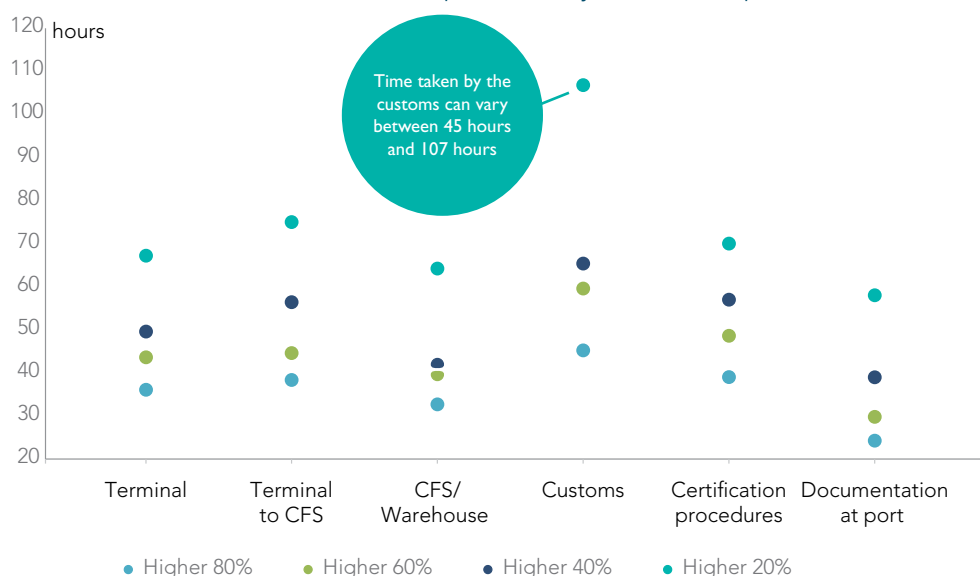 120
hours
110
100
90
80
70
60
50
40
30
20
Time taken by the
customs can vary
between 45 hours
and 107 hours
Terminal
Terminal
to CFS
CFS/
Warehouse
Customs
Certification
procedures
Documentation
at port
Higher 80%
Higher 60%
Higher 40%
Higher 20%